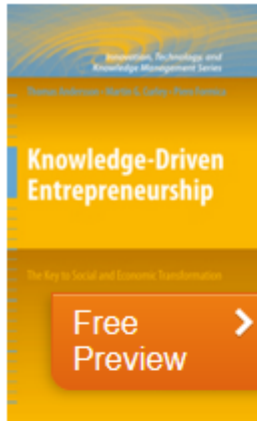 Innovation, Technology, and
Knowledge Management Series
Thomas Andersson • Martin G. Curley • Piero Formica
Knowledge-Driven
Entrepreneurship
The Key to Social and Economic Transformation
Free
Preview